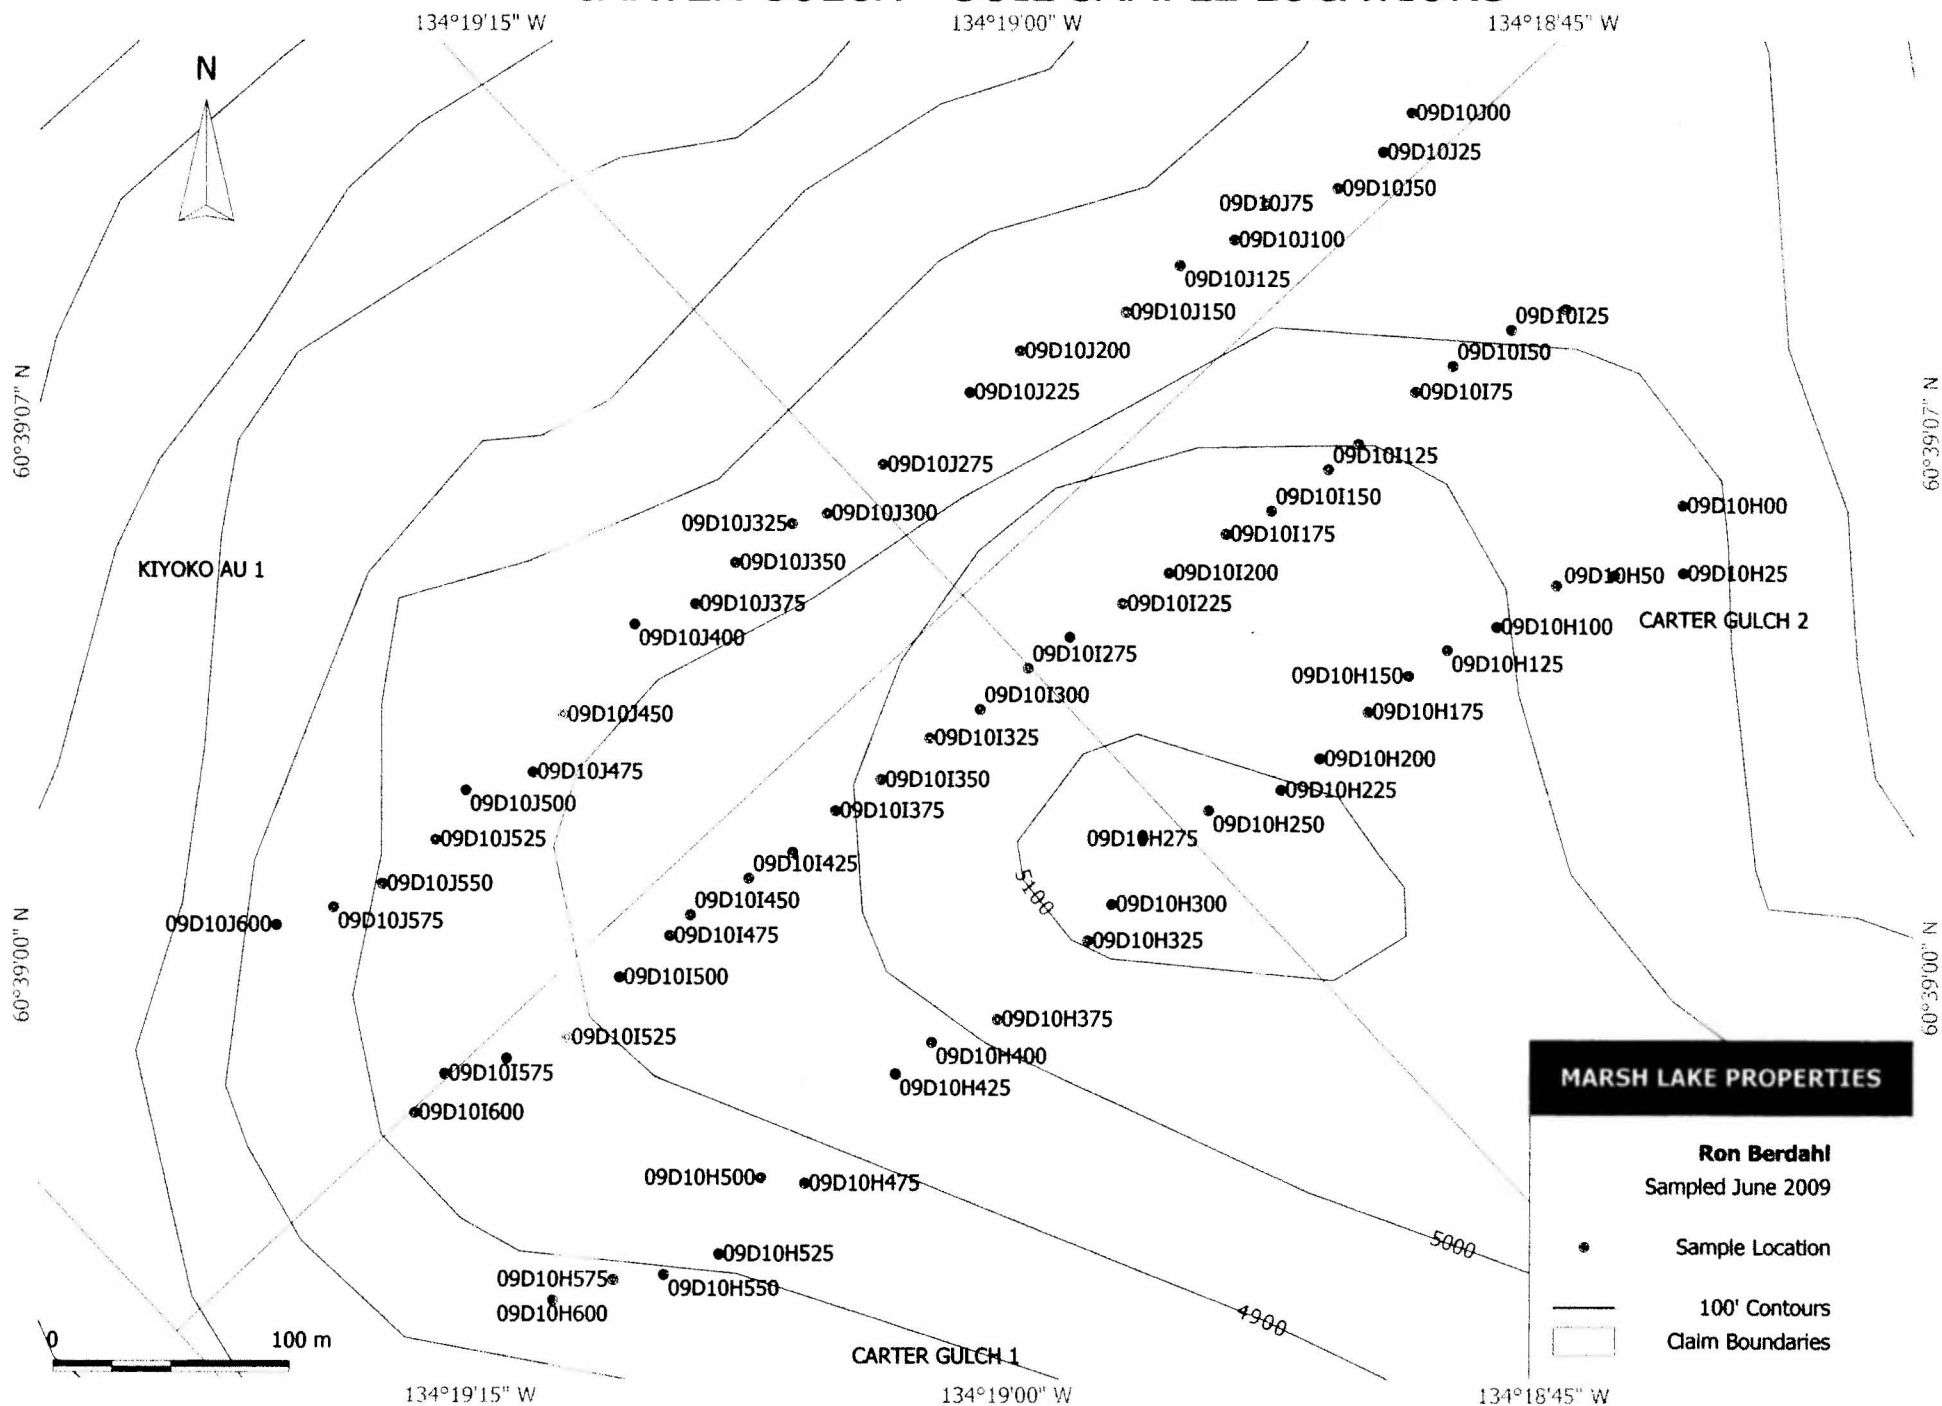 134°19'15" W
134°19'00" W
134°18'45" W
N
09D10J00
09D10J25
09D10J50
09D10J75
09D10J100
09D10J125
09D10J150
09D10J200
09D10J225
09D10J275
09D10J300
09D10J325
09D10J350
09D10J375
09D10J400
09D10J450
09D10J475
09D10J500
09D10J525
09D10J550
09D10J575
09D10J600
09D10I25
09D10I50
09D10I75
09D10I125
09D10I150
09D10I175
09D10I200
09D10I225
09D10I275
09D10I300
09D10I325
09D10I350
09D10I375
09D10I425
09D10I450
09D10I475
09D10I500
09D10I525
09D10I575
09D10I600
09D10H00
09D10H25
09D10H50
09D10H100
09D10H125
09D10H150
09D10H175
09D10H200
09D10H225
09D10H250
09D10H275
09D10H300
09D10H325
09D10H375
09D10H400
09D10H425
09D10H475
09D10H500
09D10H525
09D10H550
09D10H575
09D10H600
KIYOKO AU 1
CARTER GULCH 2
CARTER GULCH 1
5100
5000
4900
60°39'07" N
60°39'07" N
60°39'00" N
60°39'00" N
MARSH LAKE PROPERTIES
Ron Berdahl
Sampled June 2009
Sample Location
100' Contours
Claim Boundaries
0 100 m
134°19'15" W
134°19'00" W
134°18'45" W